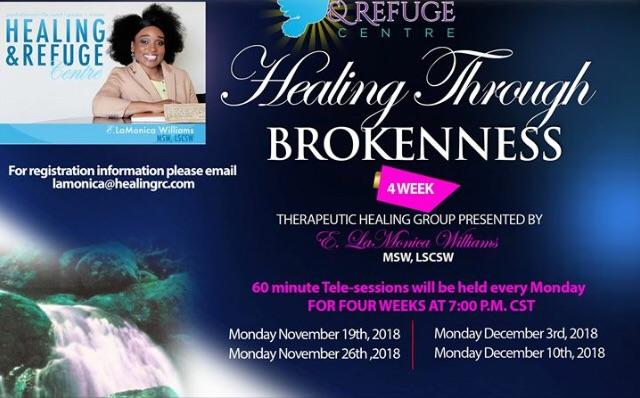 HEALING
& REFUGE
Centre
E. LaMonica Williams
MSW, LSCSW
For registration information please email
lamonica@healingrc.com
& REFUGE
CENTRE
Healing Through
BROKENNESS
4 WEEK
THERAPEUTIC HEALING GROUP PRESENTED BY
E. LaMonica Williams
MSW, LSCSW
60 minute Tele-sessions will be held every Monday
FOR FOUR WEEKS AT 7:00 P.M. CST
Monday November 19th, 2018
Monday November 26th ,2018
Monday December 3rd, 2018
Monday December 10th, 2018